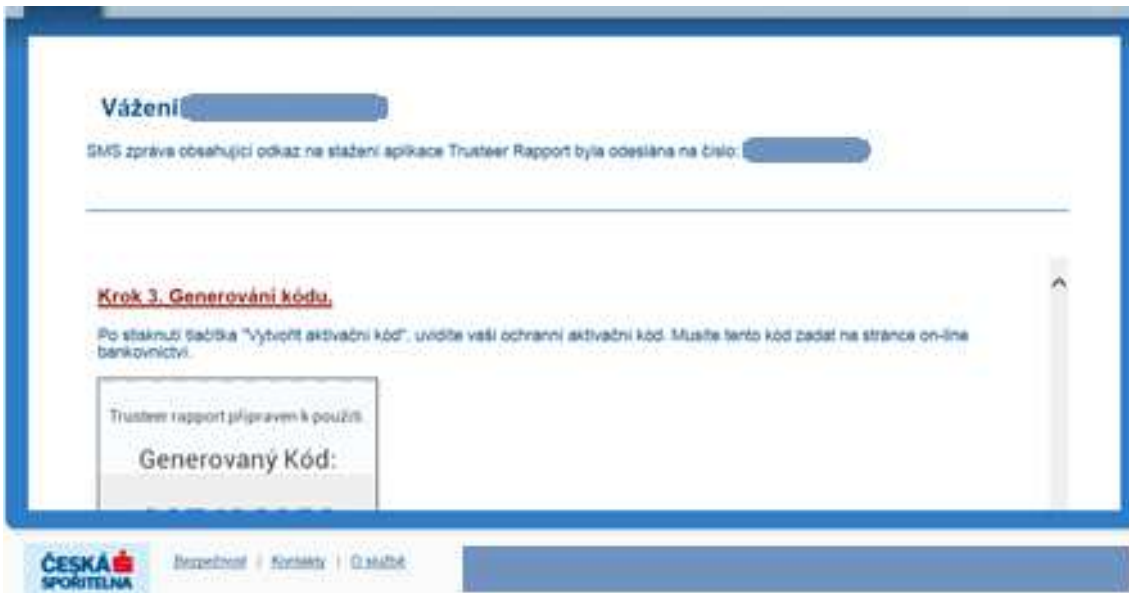 Vážení
SMS zpráva obsahující odkaz na stažení aplikace Trusteer Rapport byla odeslána na číslo:
Krok 3. Generování kódu.
Po stisknutí tlačítka "Vytvořit aktivační kód", uvidíte vaší ochranní aktivační kód. Musíte tento kód zadat na stránce on-line
bankovnictví.
Trusteer rapport připraven k použití
Generovaný Kód:
ČESKÁ
SPOŘITELNA
Bezpečnost | Kontakty | O službě